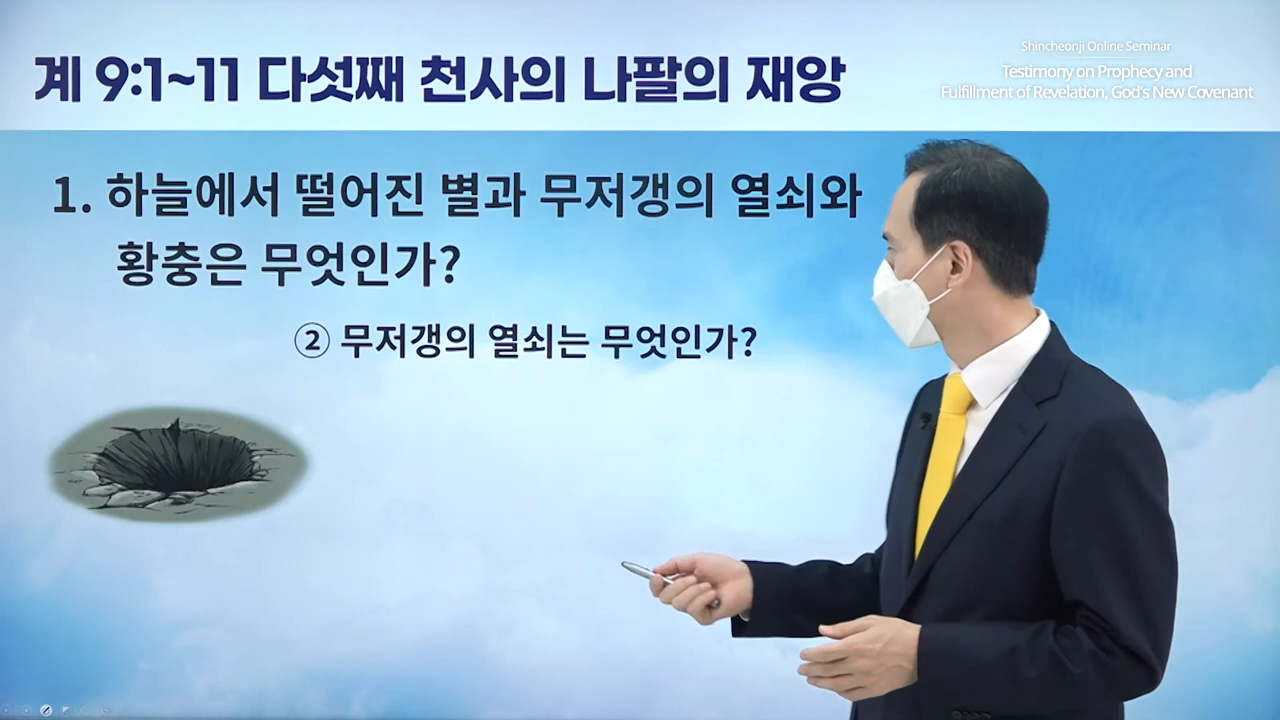 계 9:1~11 다섯째 천사의 나팔의 재앙
Shincheonji Online Seminar
Testimony on Prophecy and
Fulfillment of Revelation, God's New Covenant
1. 하늘에서 떨어진 별과 무저갱의 열쇠와
황충은 무엇인가?
② 무저갱의 열쇠는 무엇인가?